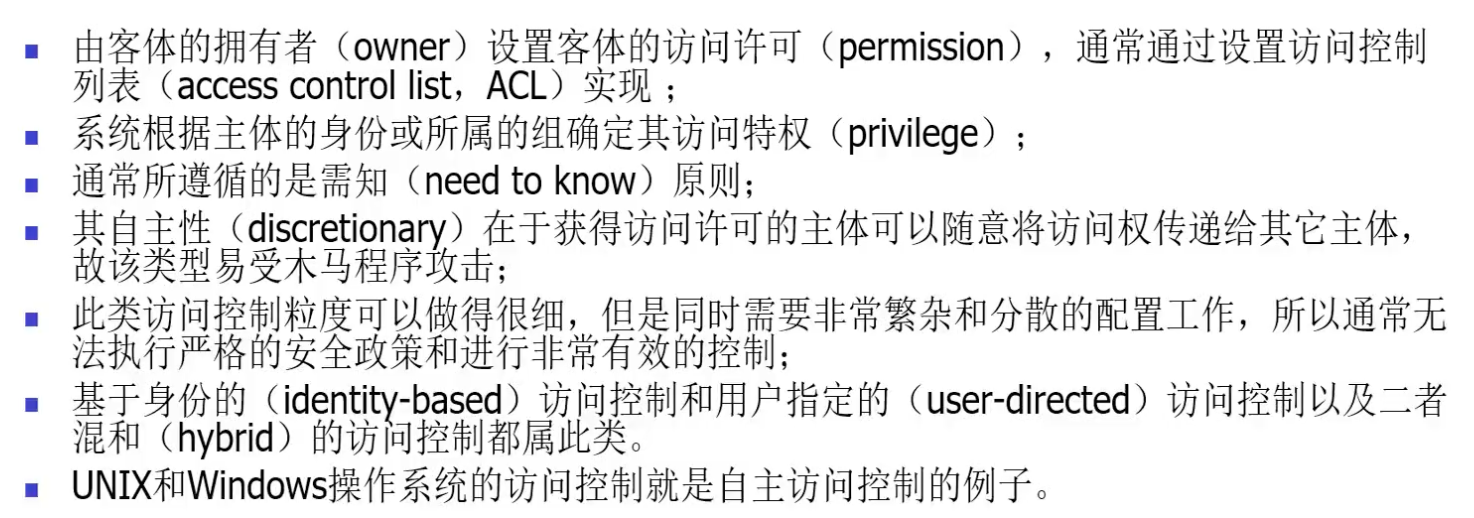 由客体的拥有者（owner）设置客体的访问许可（permission），通常通过设置访问控制
列表（access control list，ACL）实现 ；
系统根据主体的身份或所属的组确定其访问特权（privilege）；
通常所遵循的是需知（need to know）原则；
其自主性（discretionary）在于获得访问许可的主体可以随意将访问权传递给其它主体，
故该类型易受木马程序攻击；
此类访问控制粒度可以做得很细，但是同时需要非常繁杂和分散的配置工作，所以通常无
法执行严格的安全政策和进行非常有效的控制；
基于身份的（identity-based）访问控制和用户指定的（user-directed）访问控制以及二者
混和（hybrid）的访问控制都属此类。
UNIX和Windows操作系统的访问控制就是自主访问控制的例子。